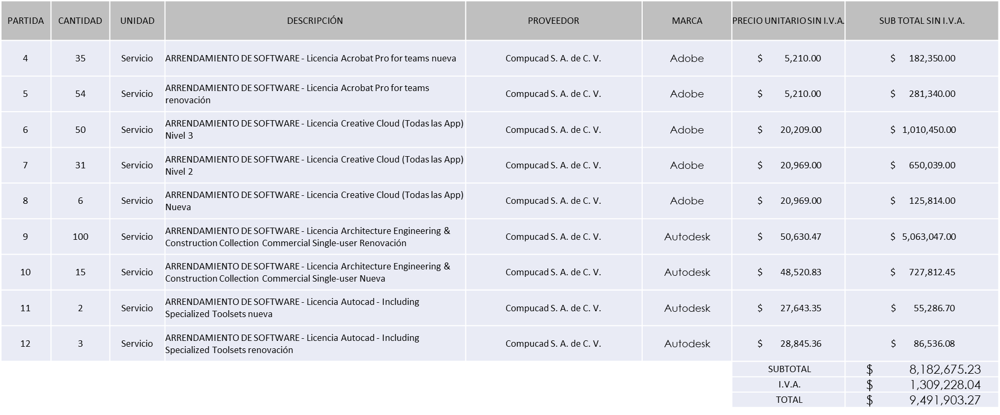 PARTIDA CANTIDAD UNIDAD DESCRIPCIÓN PROVEEDOR MARCA PRECIO UNITARIO SIN I.V.A. SUB TOTAL SIN I.V.A.
4 35 Servicio ARRENDAMIENTO DE SOFTWARE - Licencia Acrobat Pro for teams nueva Compucad S. A. de C. V. Adobe $ 5,210.00 $ 182,350.00
5 54 Servicio ARRENDAMIENTO DE SOFTWARE - Licencia Acrobat Pro for teams
renovación Compucad S. A. de C. V. Adobe $ 5,210.00 $ 281,340.00
6 50 Servicio ARRENDAMIENTO DE SOFTWARE - Licencia Creative Cloud (Todas las App)
Nivel 3 Compucad S. A. de C. V. Adobe $ 20,209.00 $ 1,010,450.00
7 31 Servicio ARRENDAMIENTO DE SOFTWARE - Licencia Creative Cloud (Todas las App)
Nivel 2 Compucad S. A. de C. V. Adobe $ 20,969.00 $ 650,039.00
8 6 Servicio ARRENDAMIENTO DE SOFTWARE - Licencia Creative Cloud (Todas las App)
Nueva Compucad S. A. de C. V. Adobe $ 20,969.00 $ 125,814.00
9 100 Servicio ARRENDAMIENTO DE SOFTWARE - Licencia Architecture Engineering &
Construction Collection Commercial Single-user Renovación Compucad S. A. de C. V. Autodesk $ 50,630.47 $ 5,063,047.00
10 15 Servicio ARRENDAMIENTO DE SOFTWARE - Licencia Architecture Engineering &
Construction Collection Commercial Single-user Nueva Compucad S. A. de C. V. Autodesk $ 48,520.83 $ 727,812.45
11 2 Servicio ARRENDAMIENTO DE SOFTWARE - Licencia Autocad - Including
Specialized Toolsets nueva Compucad S. A. de C. V. Autodesk $ 27,643.35 $ 55,286.70
12 3 Servicio ARRENDAMIENTO DE SOFTWARE - Licencia Autocad - Including
Specialized Toolsets renovación Compucad S. A. de C. V. Autodesk $ 28,845.36 $ 86,536.08
SUBTOTAL $ 8,182,675.23
I.V.A. $ 1,309,228.04
TOTAL $ 9,491,903.27